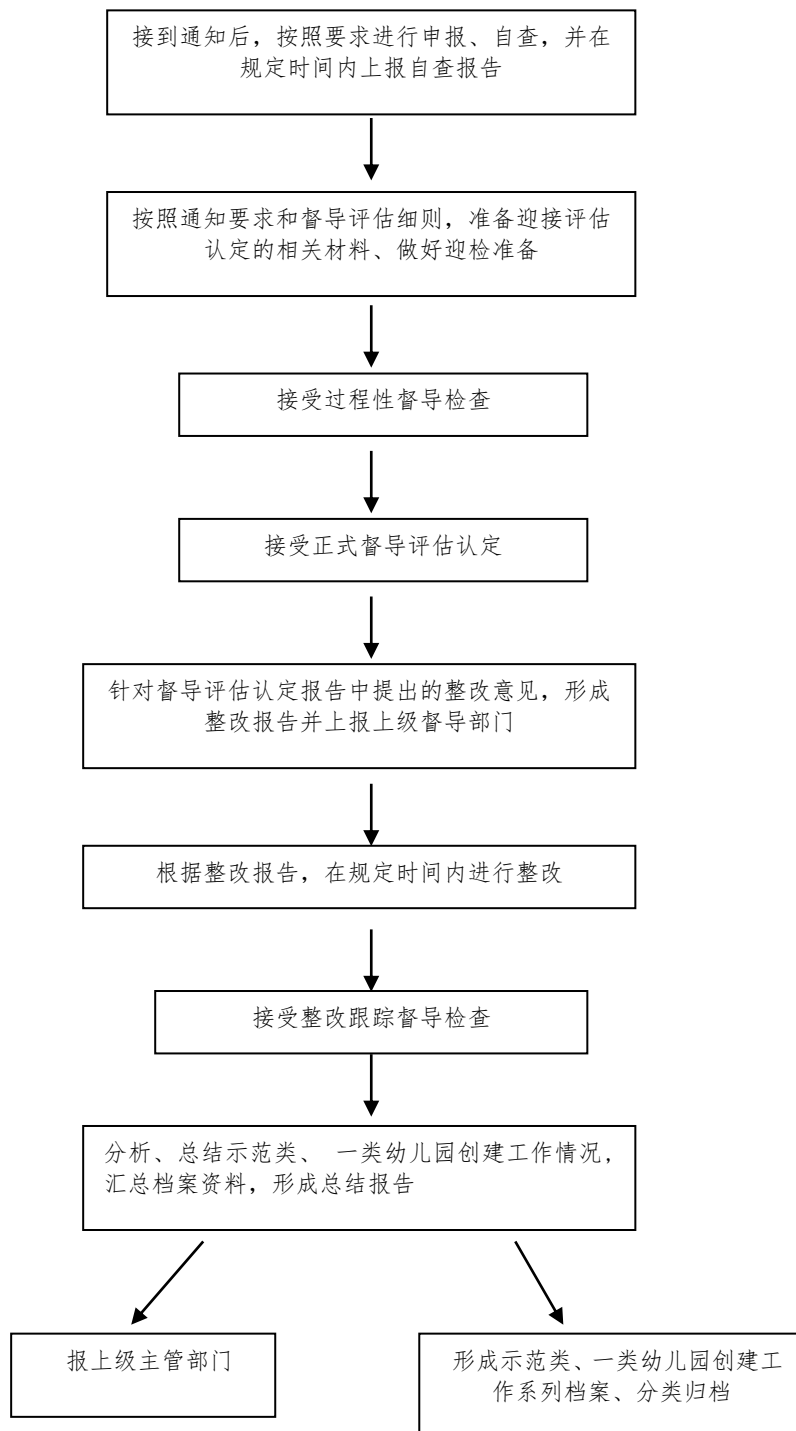 接到通知后，按照要求进行申报、自查，并在
规定时间内上报自查报告
按照通知要求和督导评估细则，准备迎接评估
认定的相关材料、做好迎检准备
接受过程性督导检查
接受正式督导评估认定
针对督导评估认定报告中提出的整改意见，形成
整改报告并上报上级督导部门
根据整改报告，在规定时间内进行整改
接受整改跟踪督导检查
分析、总结示范类、 一类幼儿园创建工作情况，
汇总档案资料，形成总结报告
报上级主管部门
形成示范类、一类幼儿园创建工
作系列档案、分类归档